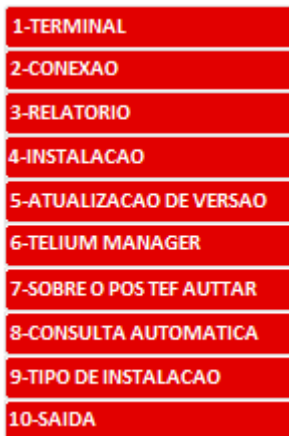 1-TERMINAL
2-CONEXAO
3-RELATORIO
4-INSTALACAO
5-ATUALIZACAO DE VERSAO
6-TELIUM MANAGER
7-SOBRE O POS TEF AUTTAR
8-CONSULTA AUTOMATICA
9-TIPO DE INSTALACAO
10-SAIDA